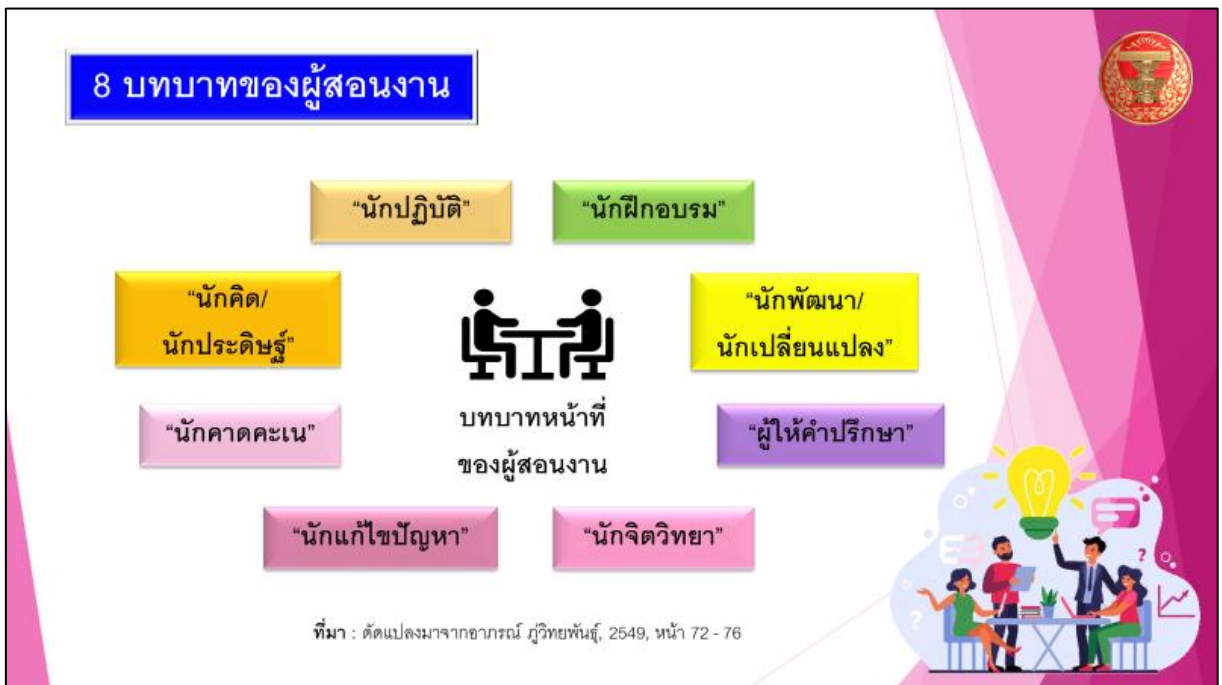 8 บทบาทของผู้สอนงาน
“นักปฏิบัติ”
“นักฝึกอบรม”
“นักคิด/
นักประดิษฐ์”
“นักพัฒนา/
นักเปลี่ยนแปลง”
“นักคาดคะเน”
บทบาทหน้าที่
ของผู้สอนงาน
“ผู้ให้คำปรึกษา”
“นักแก้ไขปัญหา”
“นักจิตวิทยา”
ที่มา : ดัดแปลงมาจากอาภรณ์ ภู่วิทยพันธุ์, 2549, หน้า 72 - 76